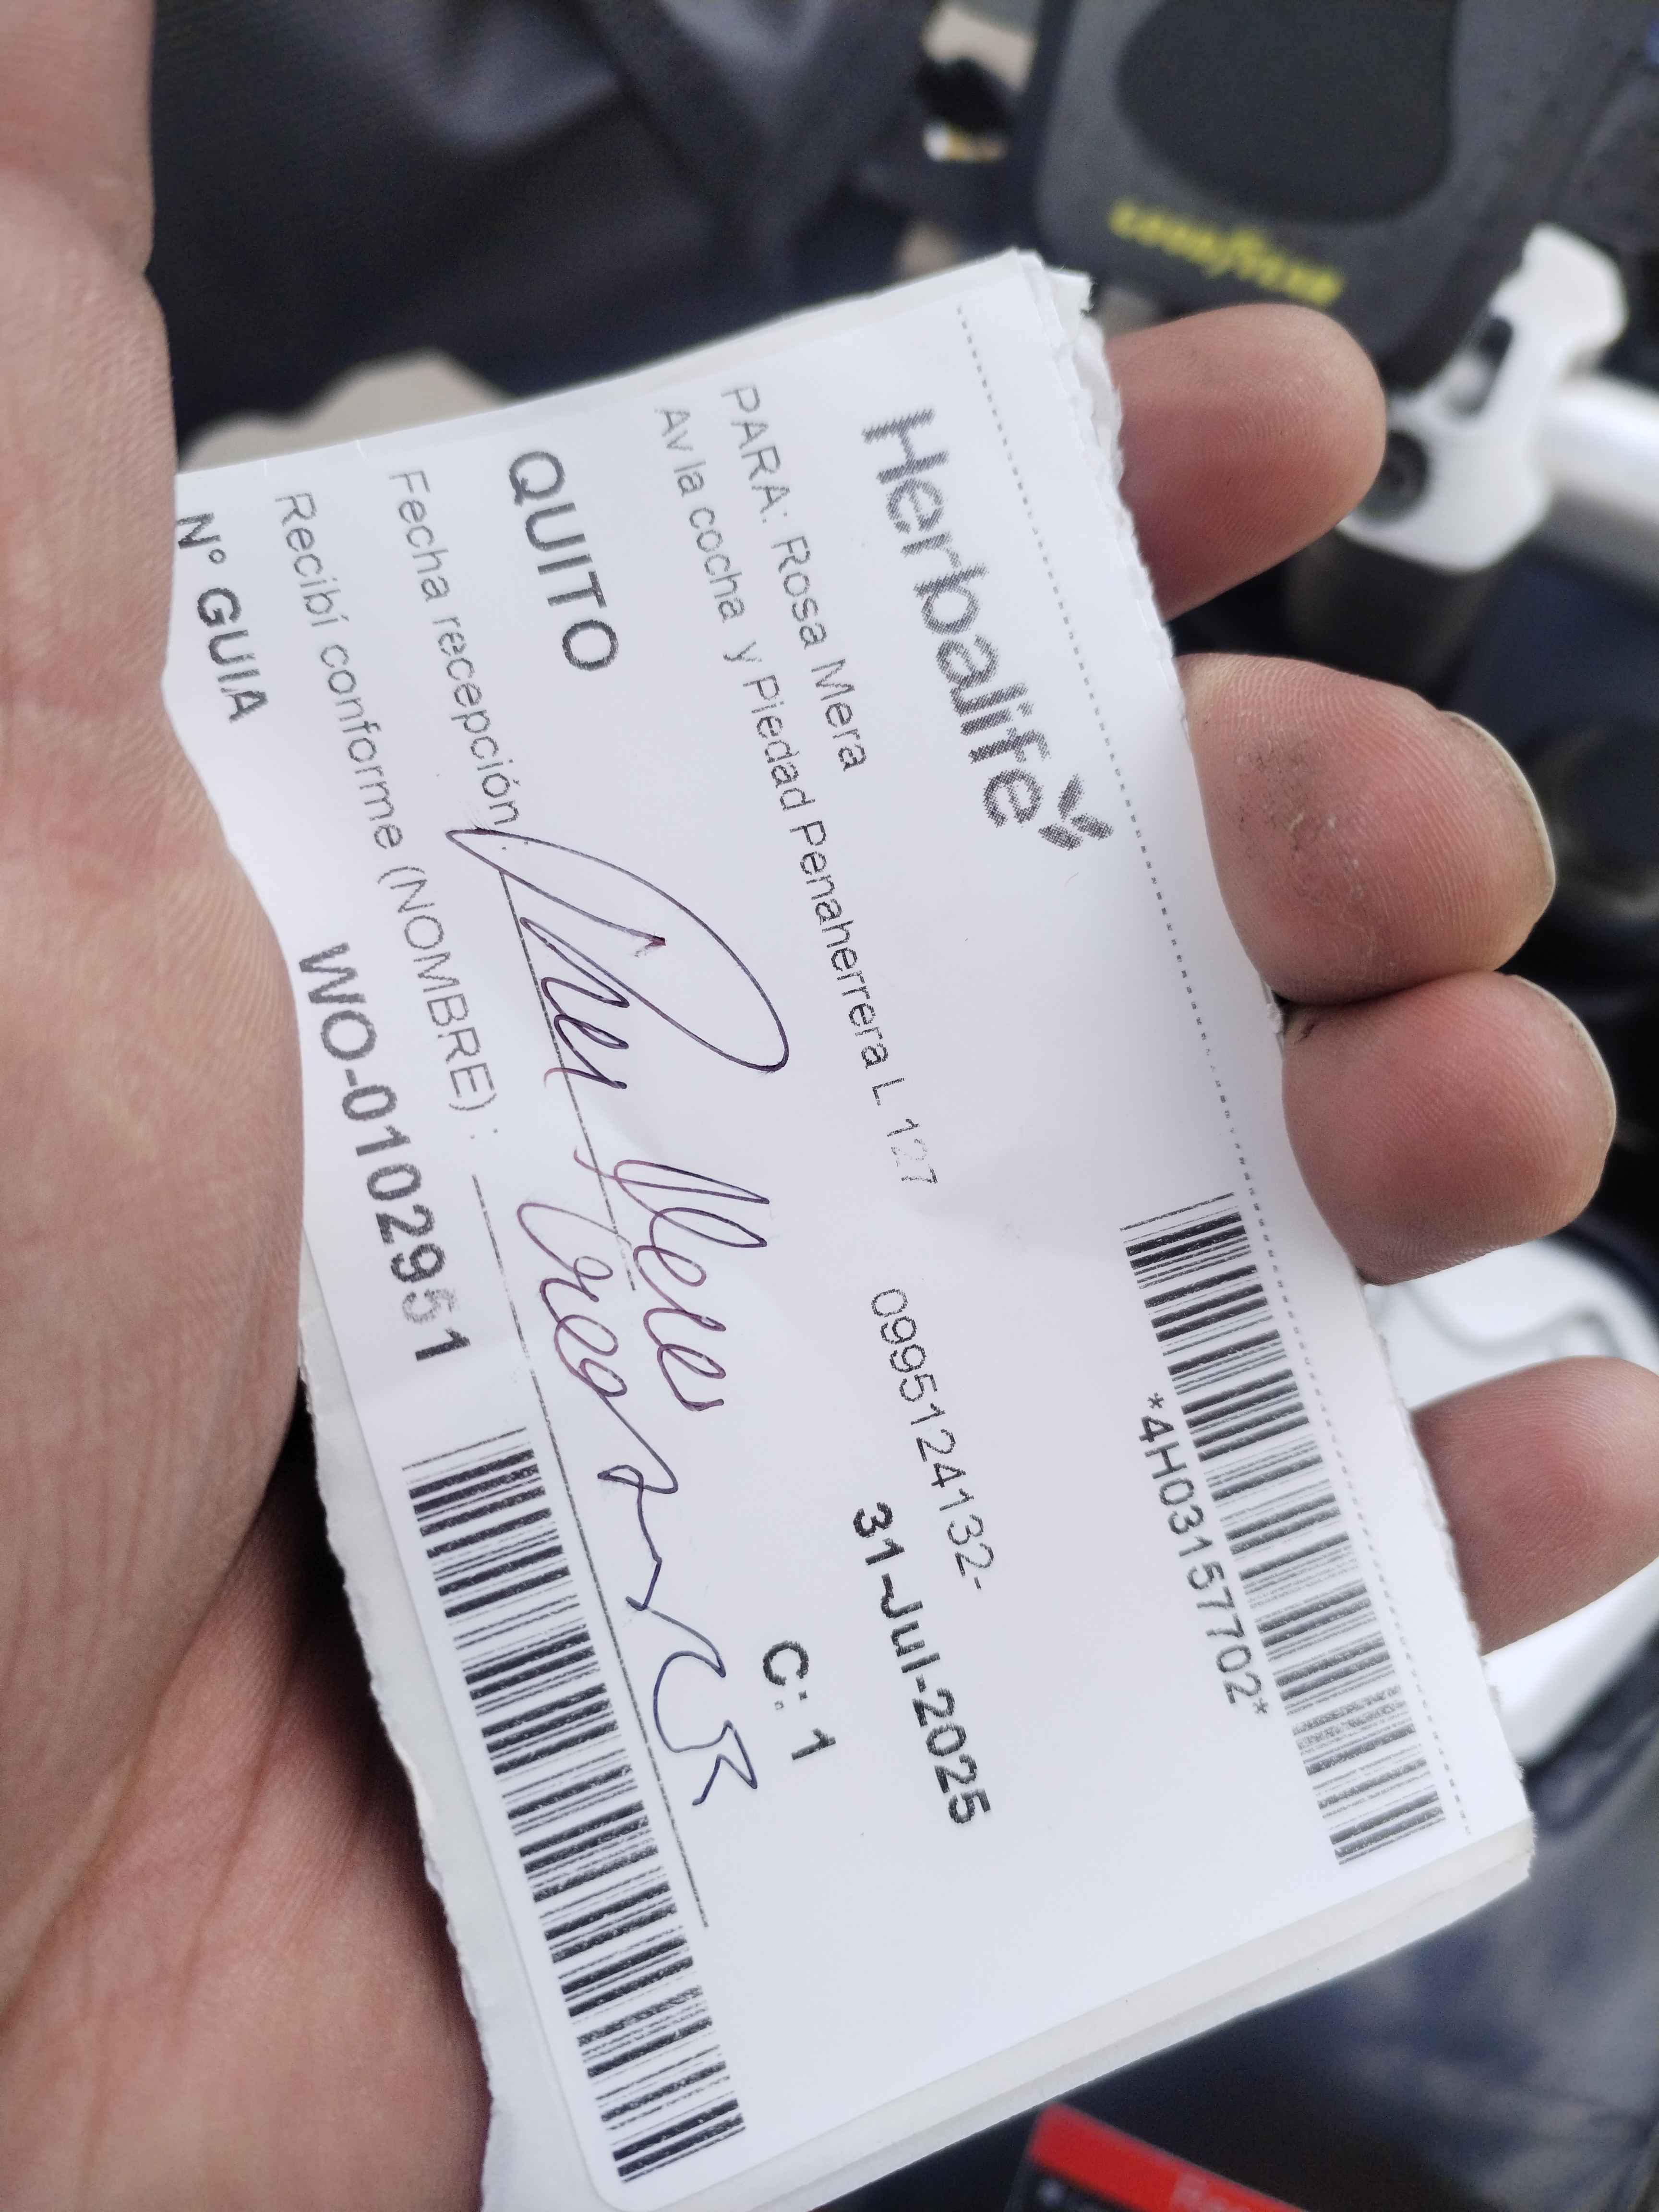 GOODYEAR
Herbalife
*4H0315702*
PARA: Rosa Mera
0995124132-
Av la cocha y Piedad Penaherrera L. 127
31-Jul-2025
QUITO
C: 1
Fecha recepción
Recibí conforme (NOMBRE) :
N° GUIA WO-0102951